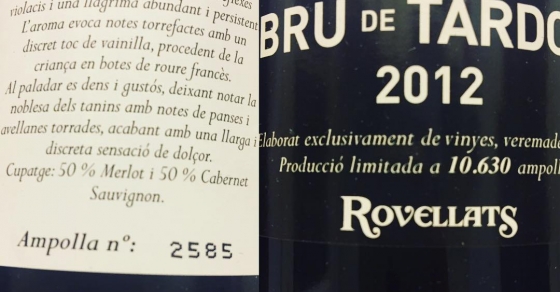 violacis i una llàgrima abundant i persistent
L'aroma evoca notes torrefactes amb un
discret toc de vainilla, procedent de la
criança en botes de roure francès.
Al paladar es dens i gustós, deixant notar la
noblesa dels tanins amb notes de panses i
avellanes torrades, acabant amb una llarga i
discreta sensació de dolçor.
Cupatge: 50 % Merlot i 50 % Cabernet
Sauvignon.
Ampolla nº: 2585
BRU DE TARDO
2012
Elaborat exclusivament de vinyes, veremade
Producció limitada a 10.630 ampoll
ROVELLATS